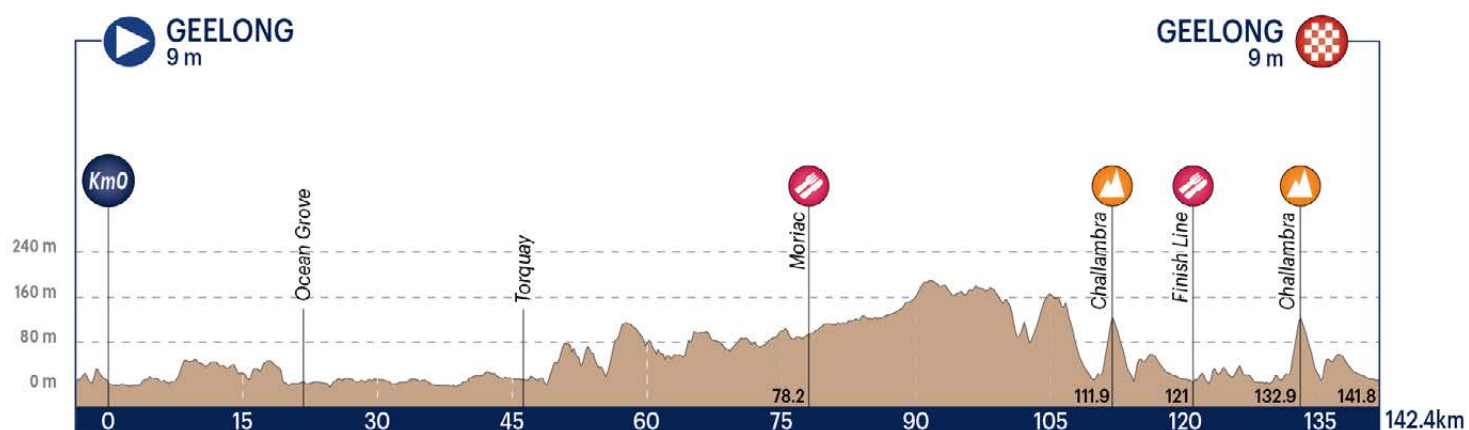 GEELONG
9 m
GEELONG
9 m
Km0
Ocean Grove
Torquay
Moriac
Challambra
Finish Line
Challambra
240 m
160 m
80 m
0 m
78.2
111.9
121
132.9
141.8
0
15
30
45
60
75
90
105
120
135
142.4km